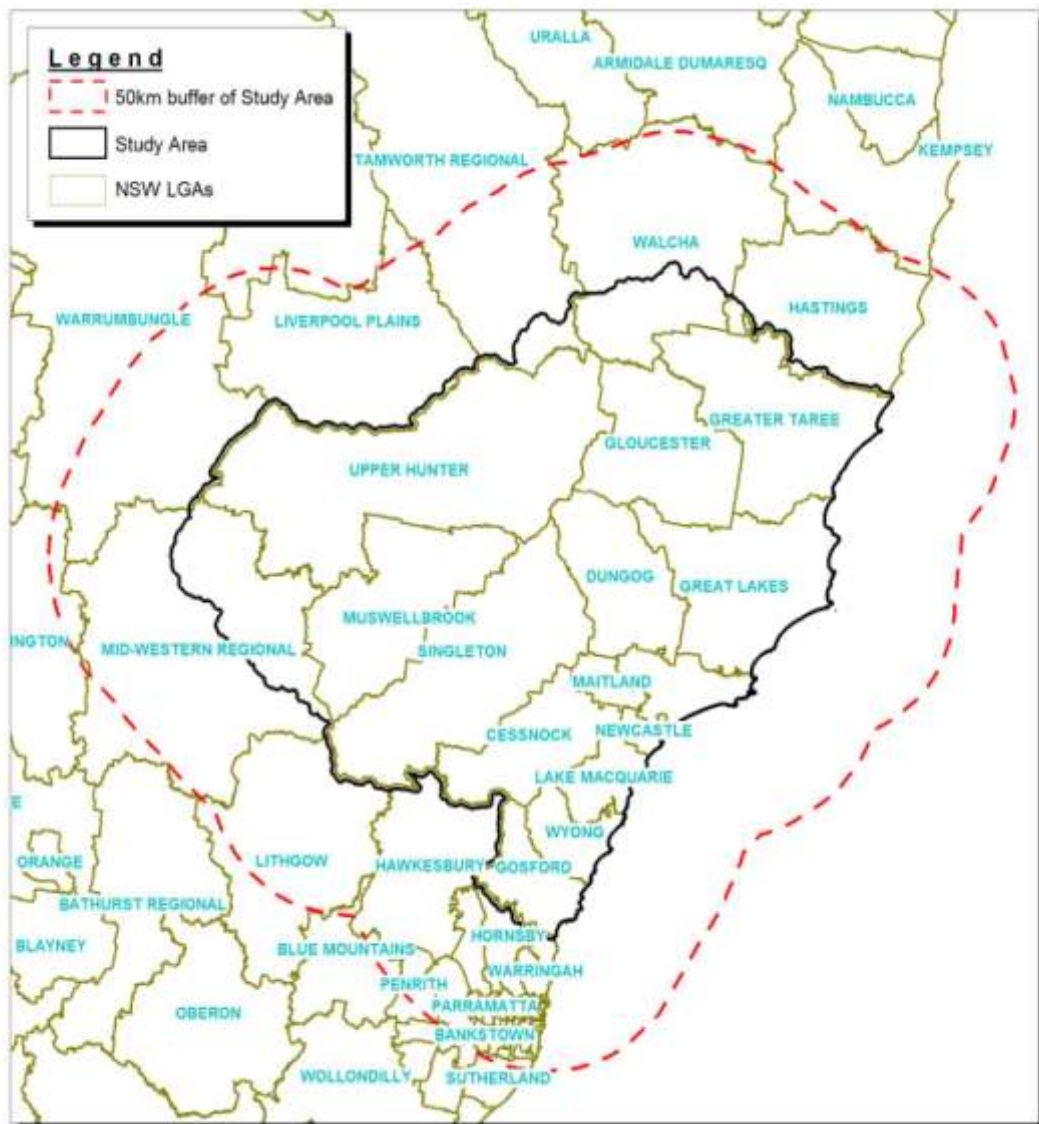 Legend
50km buffer of Study Area
Study Area
NSW LGAs
URALLA
ARMIDALE DUMARESQ
NAMBUCCA
KEMPSEY
TAMWORTH REGIONAL
WALCHA
HASTINGS
WARRUMBUNGLE
LIVERPOOL PLAINS
GREATER TAREE
GLOUCESTER
UPPER HUNTER
DUNGOG
GREAT LAKES
MUSWELLBROOK
SINGLETON
INGTON
MID-WESTERN REGIONAL
MAITLAND
CESSNOCK
NEWCASTLE
LAKE MACQUARIE
E
WYONG
ORANGE
LITHGOW
HAWKESBURY
GOSFORD
BATHURST REGIONAL
HORNSBY
BLAYNEY
BLUE MOUNTAINS
WARRINGAH
PENRITH
PARRAMATTA
OBERON
BANKSTOWN
WOLLONDILLY
SUTHERLAND